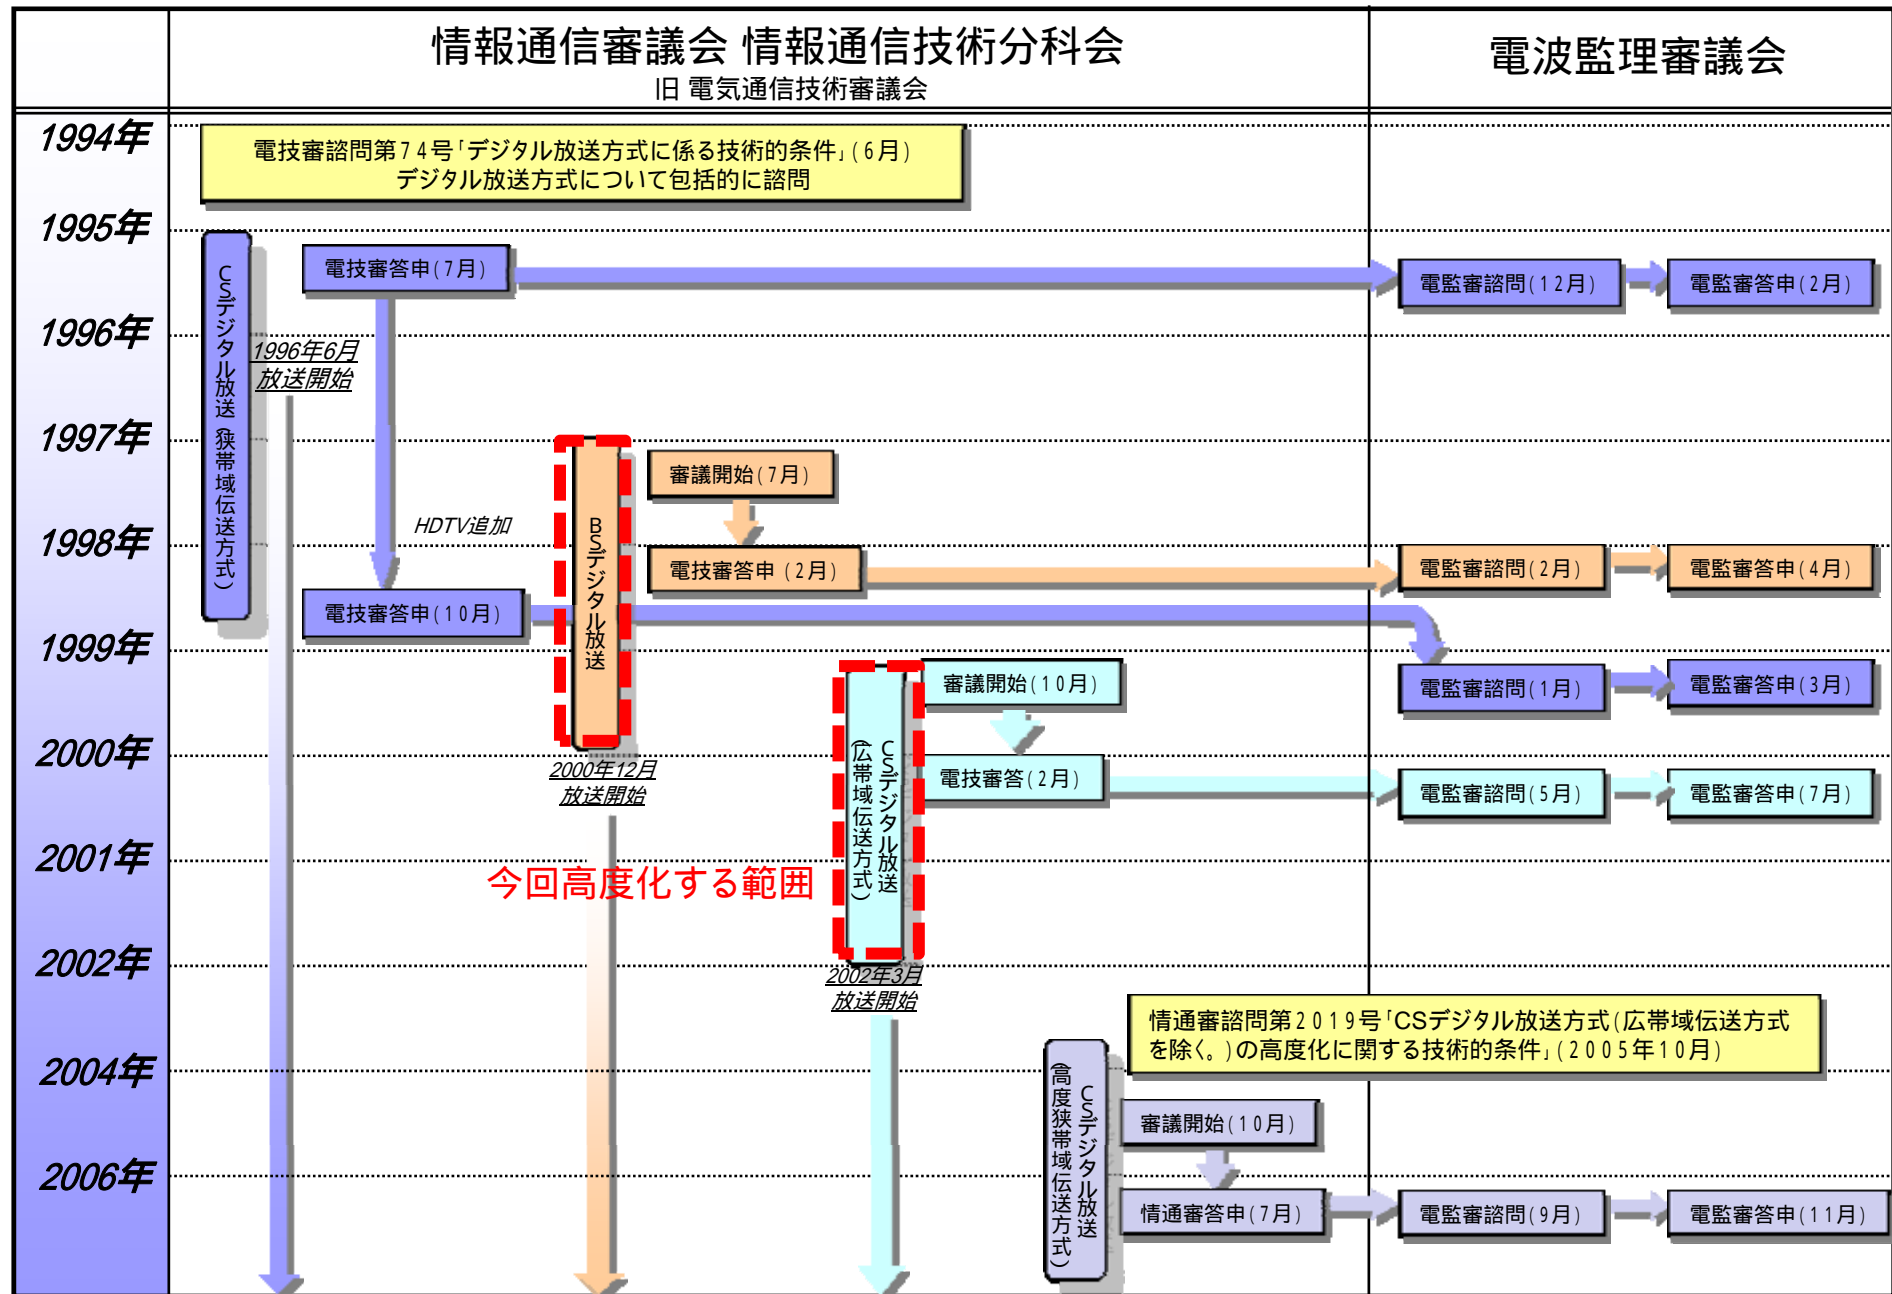 情報通信審議会 情報通信技術分科会
旧 電気通信技術審議会
電波監理審議会
1994年
電技審諮問第74号「デジタル放送方式に係る技術的条件」(6月)
デジタル放送方式について包括的に諮問
1995年
CSデジタル放送（狭帯域伝送方式）
電技審答申(7月)
電監審諮問(12月)
電監審答申(2月)
1996年
1996年6月
放送開始
1997年
BSデジタル放送
審議開始(7月)
HDTV追加
1998年
電技審答申 (2月)
電監審諮問(2月)
電監審答申(4月)
電技審答申(10月)
1999年
CSデジタル放送
（広帯域伝送方式）
審議開始(10月)
電監審諮問(1月)
電監審答申(3月)
2000年
2000年12月
放送開始
電技審答(2月)
電監審諮問(5月)
電監審答申(7月)
2001年
今回高度化する範囲
2002年
2002年3月
放送開始
情通審諮問第2019号「CSデジタル放送方式(広帯域伝送方式
を除く。)の高度化に関する技術的条件」(2005年10月)
2004年
CSデジタル放送
（高度狭帯域伝送方式）
審議開始(10月)
2006年
情通審答申(7月)
電監審諮問(9月)
電監審答申(11月)